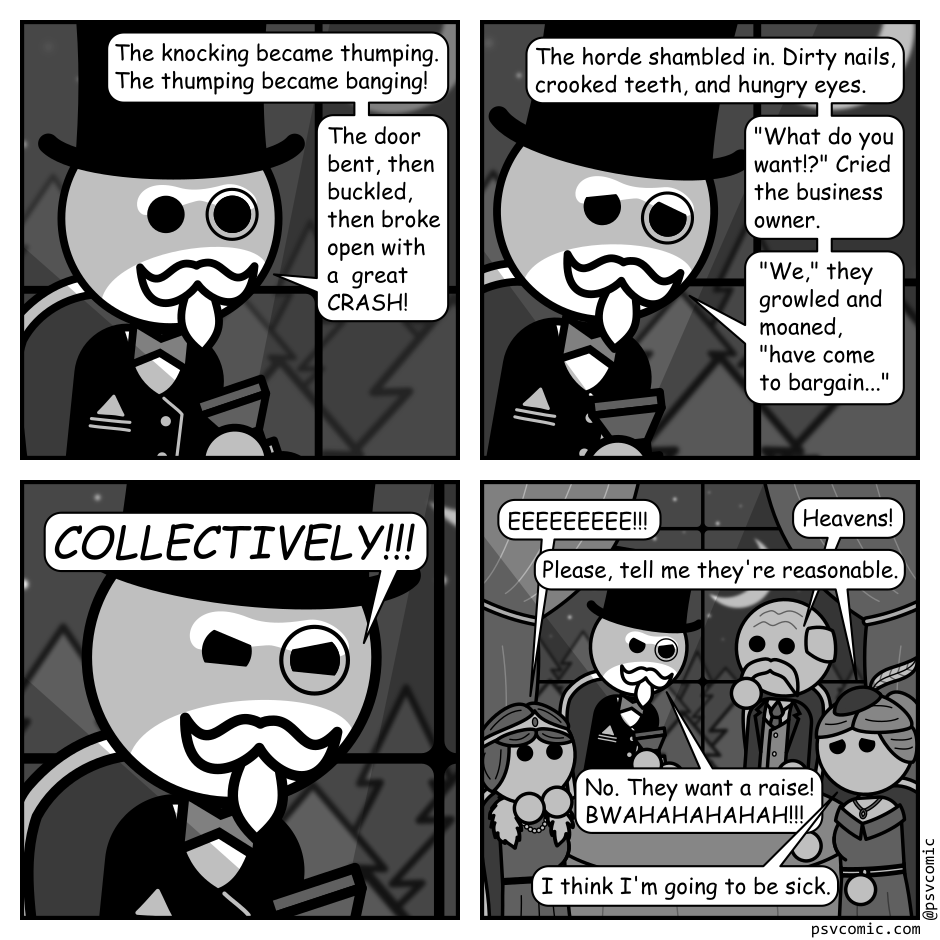 The knocking became thumping.
The thumping became banging!
The door
bent, then
buckled,
then broke
open with
a great
CRASH!
The horde shambled in. Dirty nails,
crooked teeth, and hungry eyes.
"What do you
want!?" Cried
the business
owner.
"We," they
growled and
moaned,
"have come
to bargain..."
COLLECTIVELY!!!
EEEEEEEEE!!!
Heavens!
Please, tell me they're reasonable.
No. They want a raise!
BWAHAHAHAHAH!!!
I think I'm going to be sick.
@psvcomic
psvcomic.com